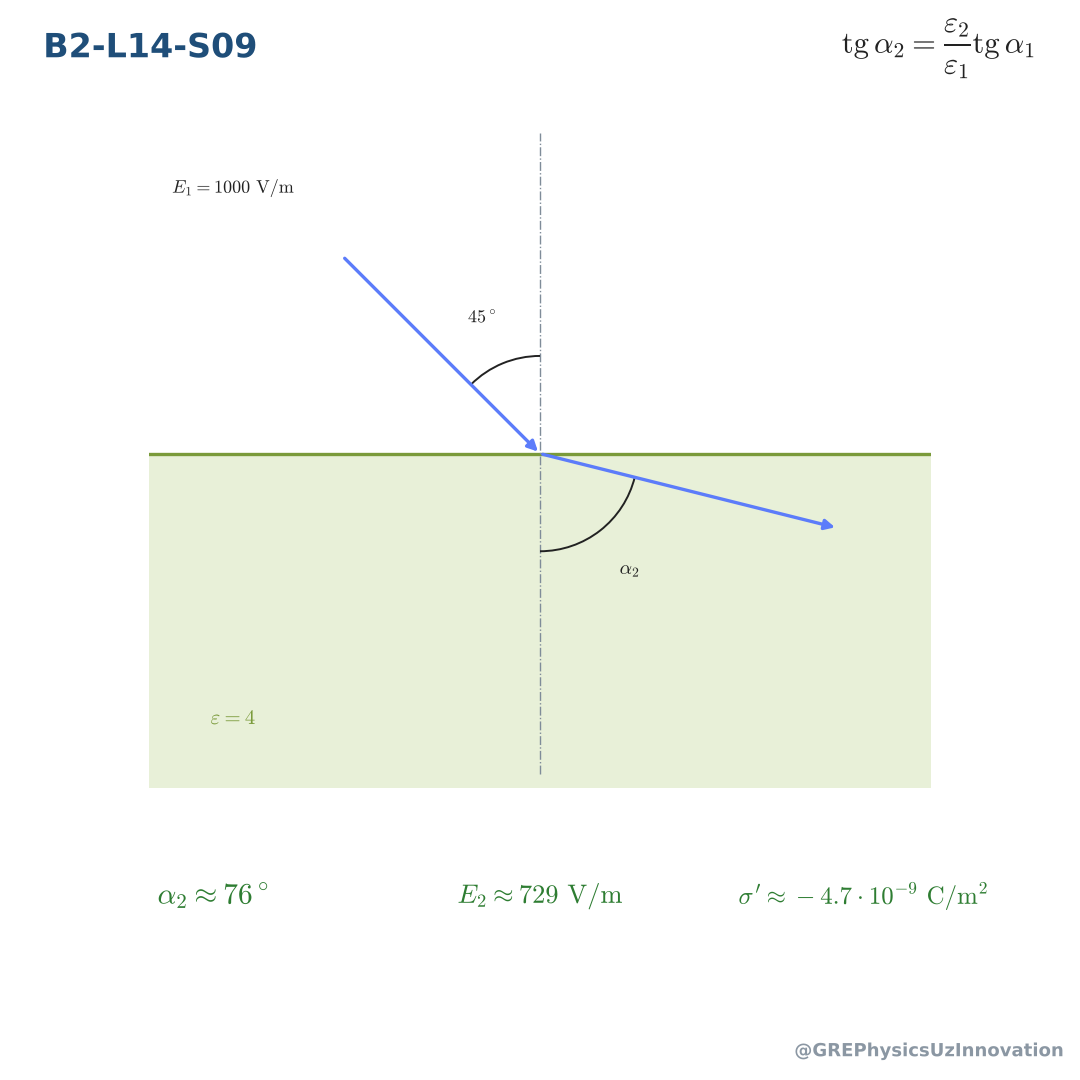 B2-L14-S09
tg α₂ = ε₂/ε₁ tg α₁
E₁ = 1000 V/m
45°
α₂
ε = 4
α₂ ≈ 76°
E₂ ≈ 729 V/m
σ′ ≈ −4.7 · 10⁻⁹ C/m²
@GREPhysicsUzInnovation